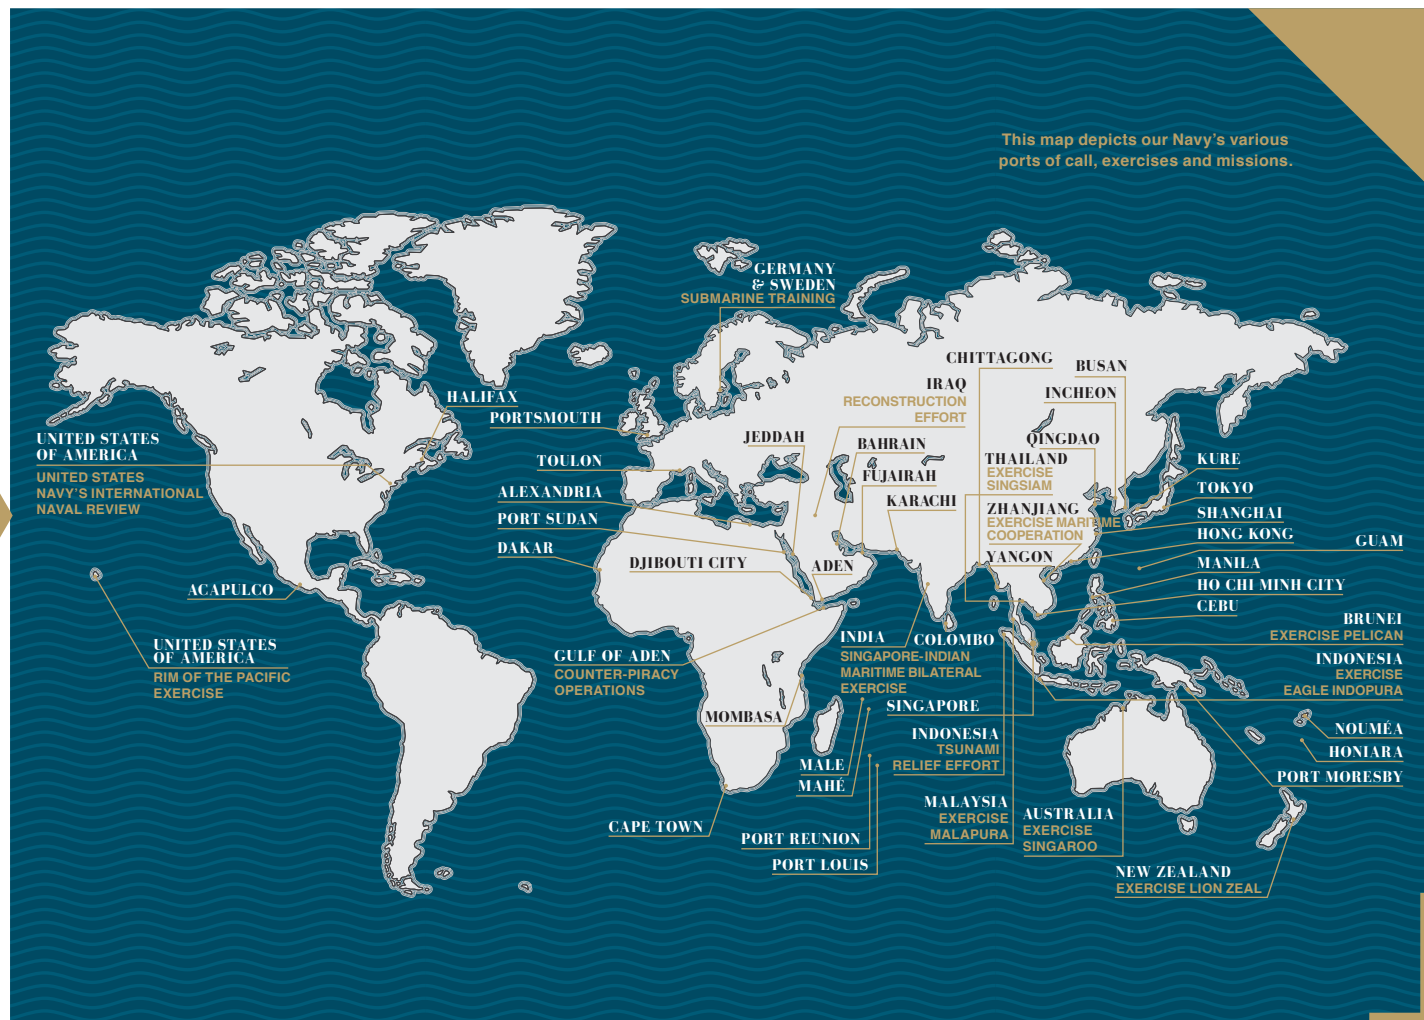 This map depicts our Navy's various
ports of call, exercises and missions.
GERMANY
& SWEDEN
SUBMARINE TRAINING
CHITTAGONG
BUSAN
IRAQ
RECONSTRUCTION
EFFORT
INCHEON
HALIFAX
PORTSMOUTH
UNITED STATES
OF AMERICA
UNITED STATES
NAVY'S INTERNATIONAL
NAVAL REVIEW
JEDDAH
BAHRAIN
QINGDAO
THAILAND
EXERCISE
SINGSIAM
KURE
TOULON
FUJAIRAH
TOKYO
ALEXANDRIA
KARACHI
ZHANJIANG
EXERCISE MARITIME
COOPERATION
SHANGHAI
PORT SUDAN
HONG KONG
GUAM
DAKAR
DJIBOUTI CITY
ADEN
YANGON
MANILA
ACAPULCO
HO CHI MINH CITY
CEBU
BRUNEI
EXERCISE PELICAN
UNITED STATES
OF AMERICA
RIM OF THE PACIFIC
EXERCISE
GULF OF ADEN
COUNTER-PIRACY
OPERATIONS
INDIA
SINGAPORE-INDIAN
MARITIME BILATERAL
EXERCISE
COLOMBO
INDONESIA
EXERCISE
EAGLE INDOPURA
MOMBASA
SINGAPORE
INDONESIA
TSUNAMI
RELIEF EFFORT
NOUMÉA
HONIARA
MALE
MAHÉ
PORT MORESBY
CAPE TOWN
MALAYSIA
EXERCISE
MALAPURA
AUSTRALIA
EXERCISE
SINGAROO
PORT REUNION
PORT LOUIS
NEW ZEALAND
EXERCISE LION ZEAL